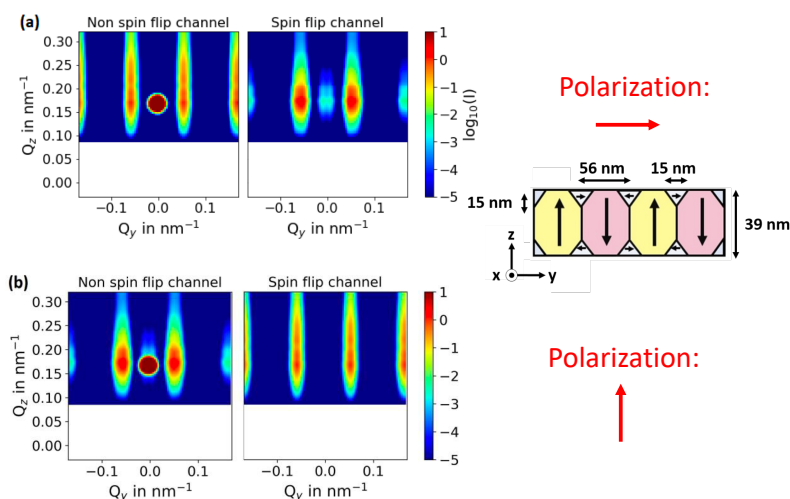 (a)
Non spin flip channel
Spin flip channel
0.30
0.25
0.20
0.15
0.10
0.05
0.00
Q_z in nm⁻¹
−0.1
0.0
0.1
−0.1
0.0
0.1
Q_y in nm⁻¹
Q_y in nm⁻¹
1
0
−1
−2
−3
−4
−5
log₁₀(I)
Polarization:
56 nm
15 nm
15 nm
39 nm
z
x
y
(b)
Non spin flip channel
Spin flip channel
0.30
0.25
0.20
0.15
0.10
0.05
0.00
Q_z in nm⁻¹
−0.1
0.0
0.1
−0.1
0.0
0.1
Q_y in nm⁻¹
Q_y in nm⁻¹
1
0
−1
−2
−3
−4
−5
Polarization: